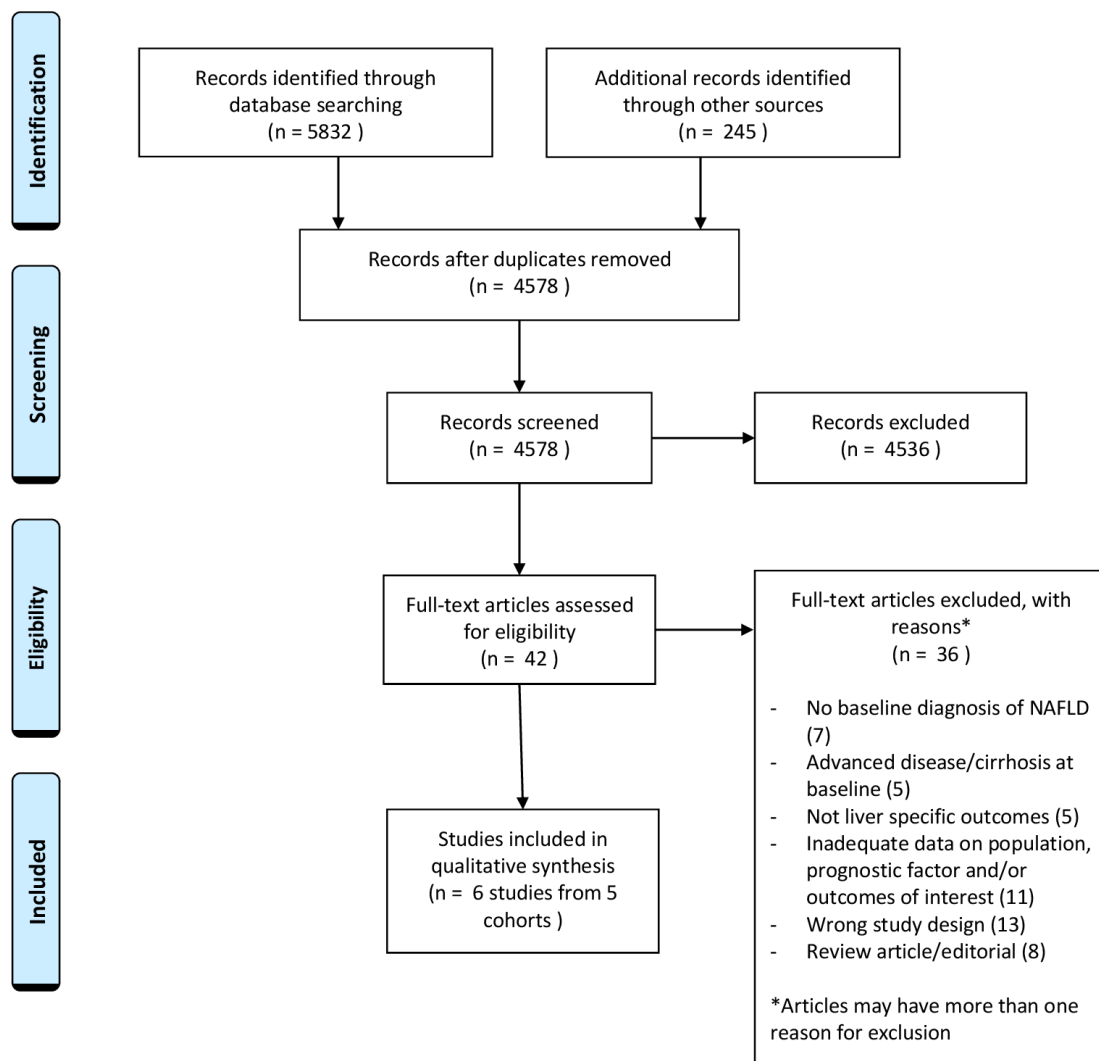 Identification
Records identified through
database searching
(n = 5832 )
Additional records identified
through other sources
(n = 245 )
Records after duplicates removed
(n = 4578 )
Screening
Records screened
(n = 4578 )
Records excluded
(n = 4536 )
Eligibility
Full-text articles assessed
for eligibility
(n = 42 )
Full-text articles excluded, with
reasons*
(n = 36 )
- No baseline diagnosis of NAFLD
(7)
- Advanced disease/cirrhosis at
baseline (5)
- Not liver specific outcomes (5)
- Inadequate data on population,
prognostic factor and/or
outcomes of interest (11)
- Wrong study design (13)
- Review article/editorial (8)
*Articles may have more than one
reason for exclusion
Included
Studies included in
qualitative synthesis
(n = 6 studies from 5
cohorts )